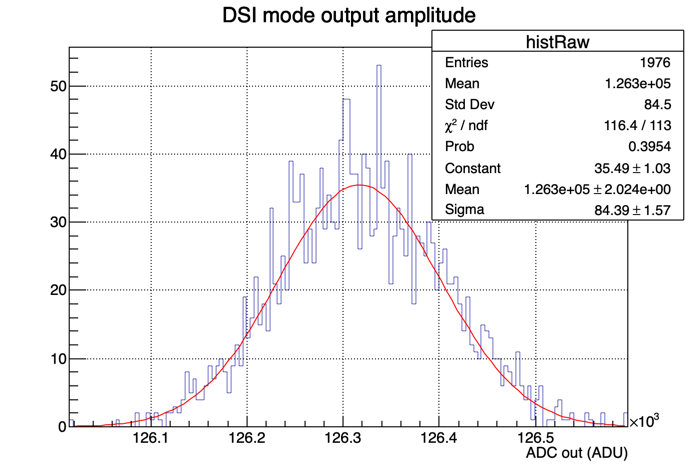 DSI mode output amplitude
histRaw
Entries 1976
Mean 1.263e+05
Std Dev 84.5
χ² / ndf 116.4 / 113
Prob 0.3954
Constant 35.49 ± 1.03
Mean 1.263e+05 ± 2.024e+00
Sigma 84.39 ± 1.57
50
40
30
20
10
0
126.1 126.2 126.3 126.4 126.5
×10³
ADC out (ADU)